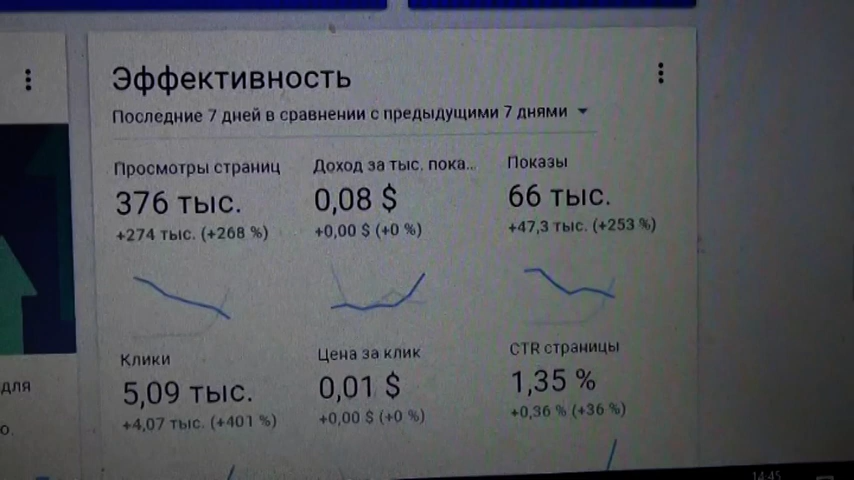 Эффективность
Последние 7 дней в сравнении с предыдущими 7 днями
Просмотры страниц
Доход за тыс. пока...
Показы
376 тыс.
0,08 $
66 тыс.
+274 тыс. (+268 %)
+0,00 $ (+0 %)
+47,3 тыс. (+253 %)
Клики
Цена за клик
CTR страницы
5,09 тыс.
0,01 $
1,35 %
+4,07 тыс. (+401 %)
+0,00 $ (+0 %)
+0,36 % (+36 %)
для
о.
14:45